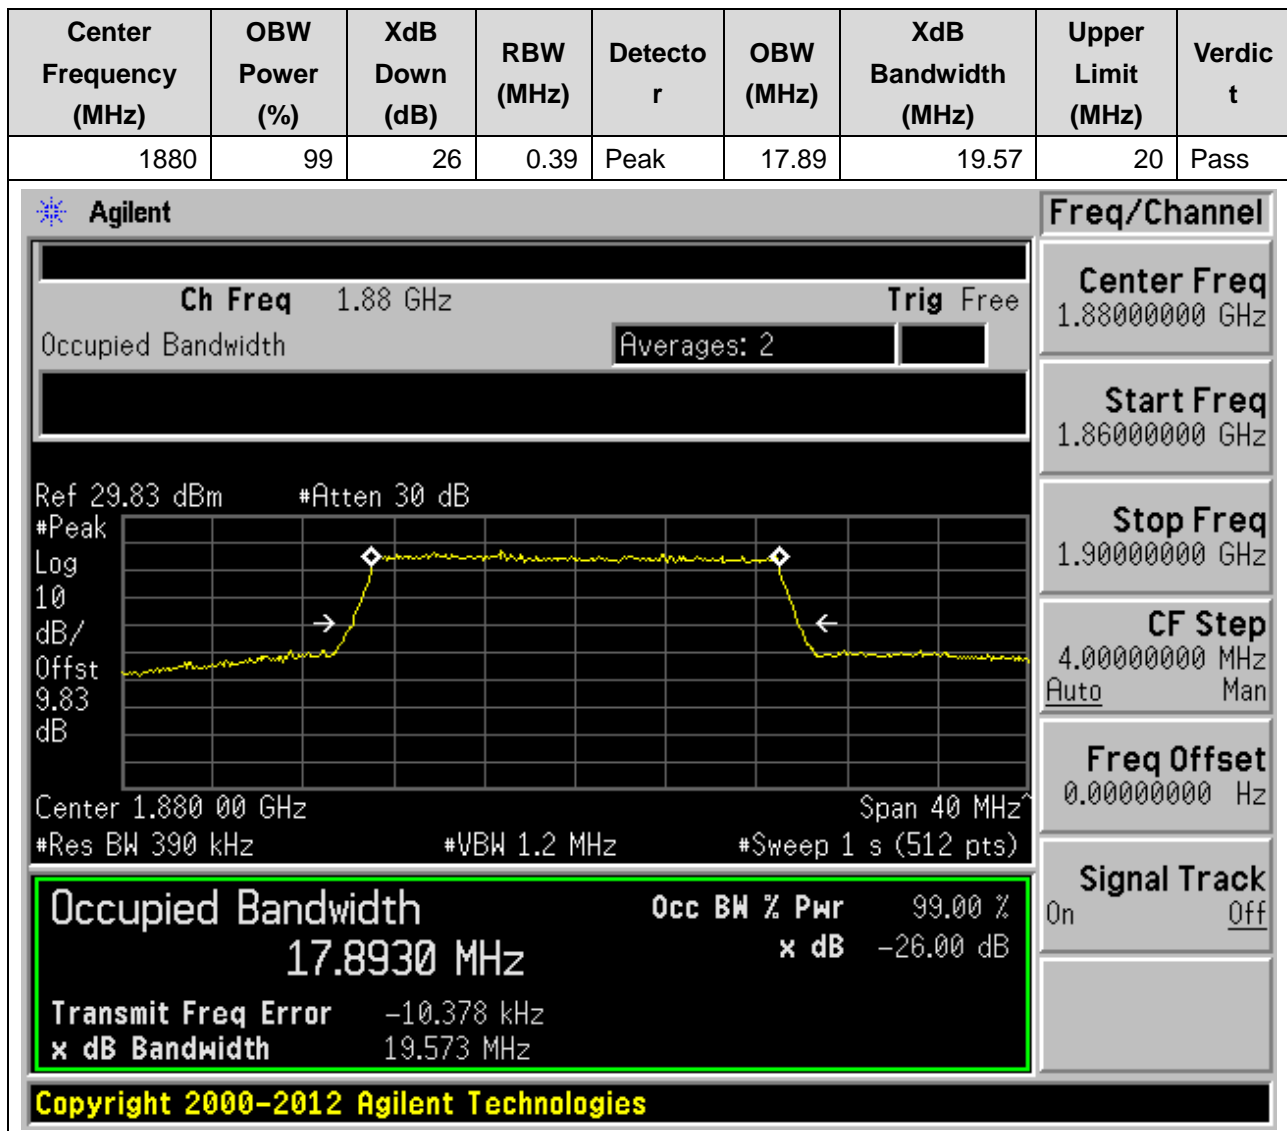 Center Frequency (MHz) OBW Power (%) XdB Down (dB) RBW (MHz) Detecto r OBW (MHz) XdB Bandwidth (MHz) Upper Limit (MHz) Verdic t
1880 99 26 0.39 Peak 17.89 19.57 20 Pass
Agilent Freq/Channel
Ch Freq 1.88 GHz Trig Free
Occupied Bandwidth Averages: 2
Center Freq
1.88000000 GHz
Start Freq
1.86000000 GHz
Stop Freq
1.90000000 GHz
CF Step
4.00000000 MHz
Auto Man
Freq Offset
0.00000000 Hz
Signal Track
On Off
Ref 29.83 dBm #Atten 30 dB
#Peak
Log
10
dB/
Offst
9.83
dB
Center 1.880 00 GHz Span 40 MHz^
#Res BW 390 kHz #VBW 1.2 MHz #Sweep 1 s (512 pts)
Occupied Bandwidth Occ BW % Pwr 99.00 %
17.8930 MHz x dB -26.00 dB
Transmit Freq Error -10.378 kHz
x dB Bandwidth 19.573 MHz
Copyright 2000-2012 Agilent Technologies